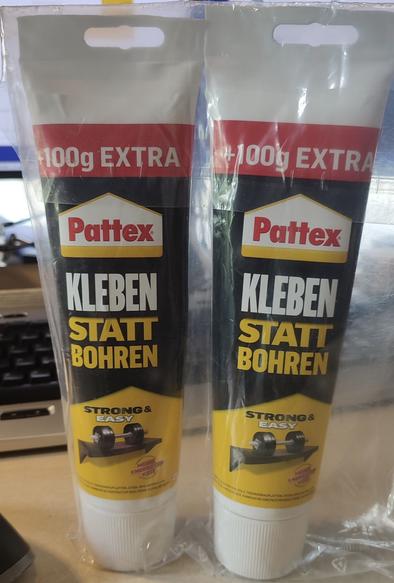 +100g EXTRA
Pattex
KLEBEN
STATT
BOHREN
STRONG &
EASY
+100g EXTRA
Pattex
KLEBEN
STATT
BOHREN
STRONG &
EASY